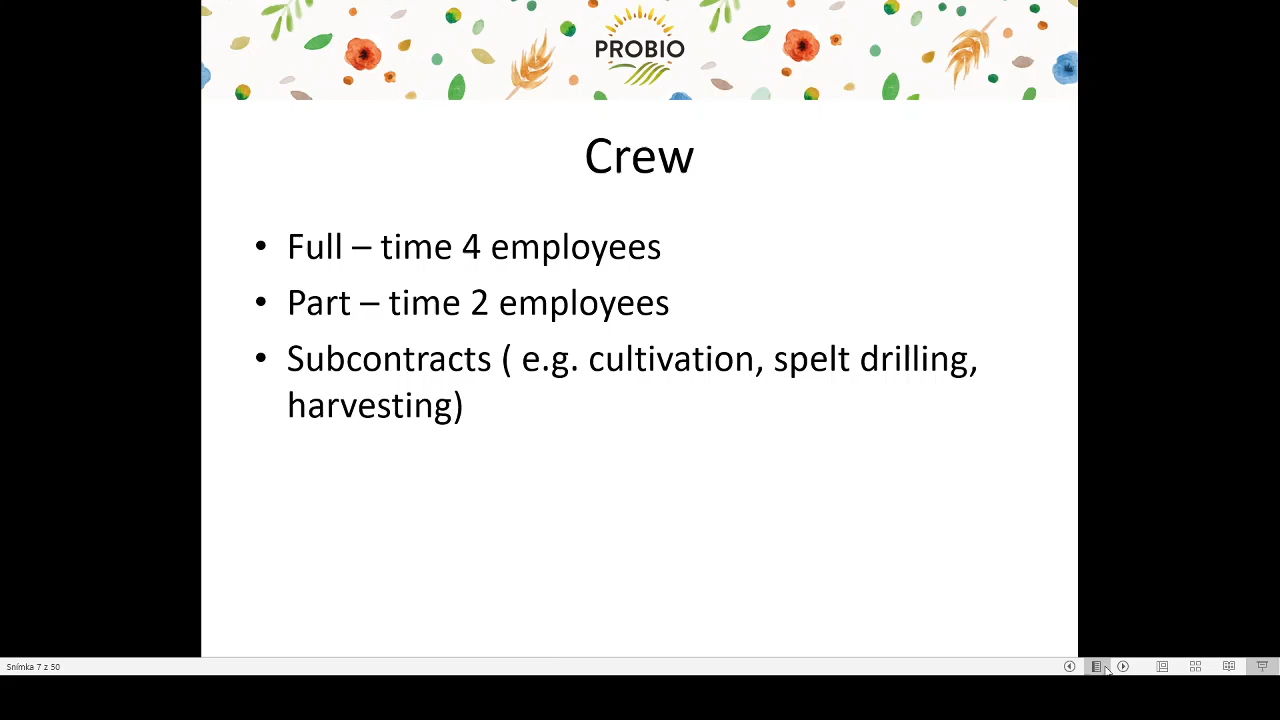 PROBIO
Crew
• Full – time 4 employees
• Part – time 2 employees
• Subcontracts ( e.g. cultivation, spelt drilling,
harvesting)
Snímka 7 z 50